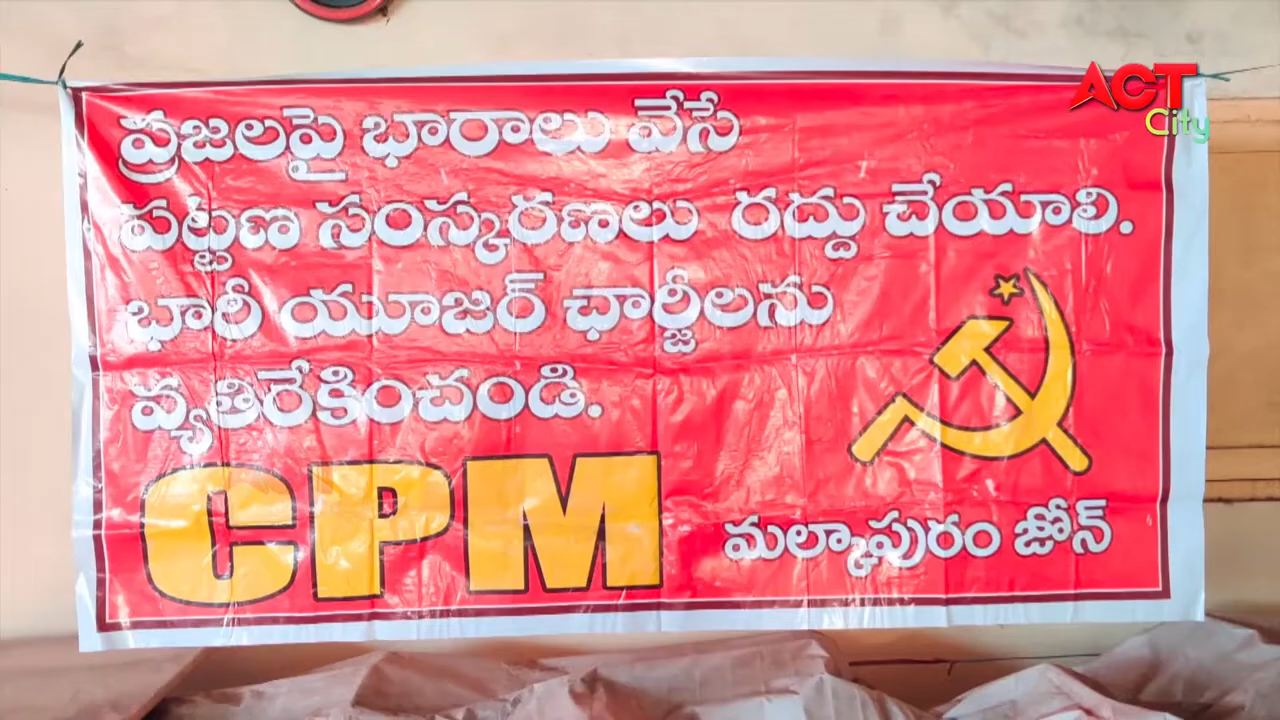 ప్రజలపై భారాలు వేసే
పట్టణ సంస్కరణలు రద్దు చేయాలి.
భారీ యూజర్ ఛార్జీలను
వ్యతిరేకించండి.
CPM
మల్కాపురం జోన్
ACT
City